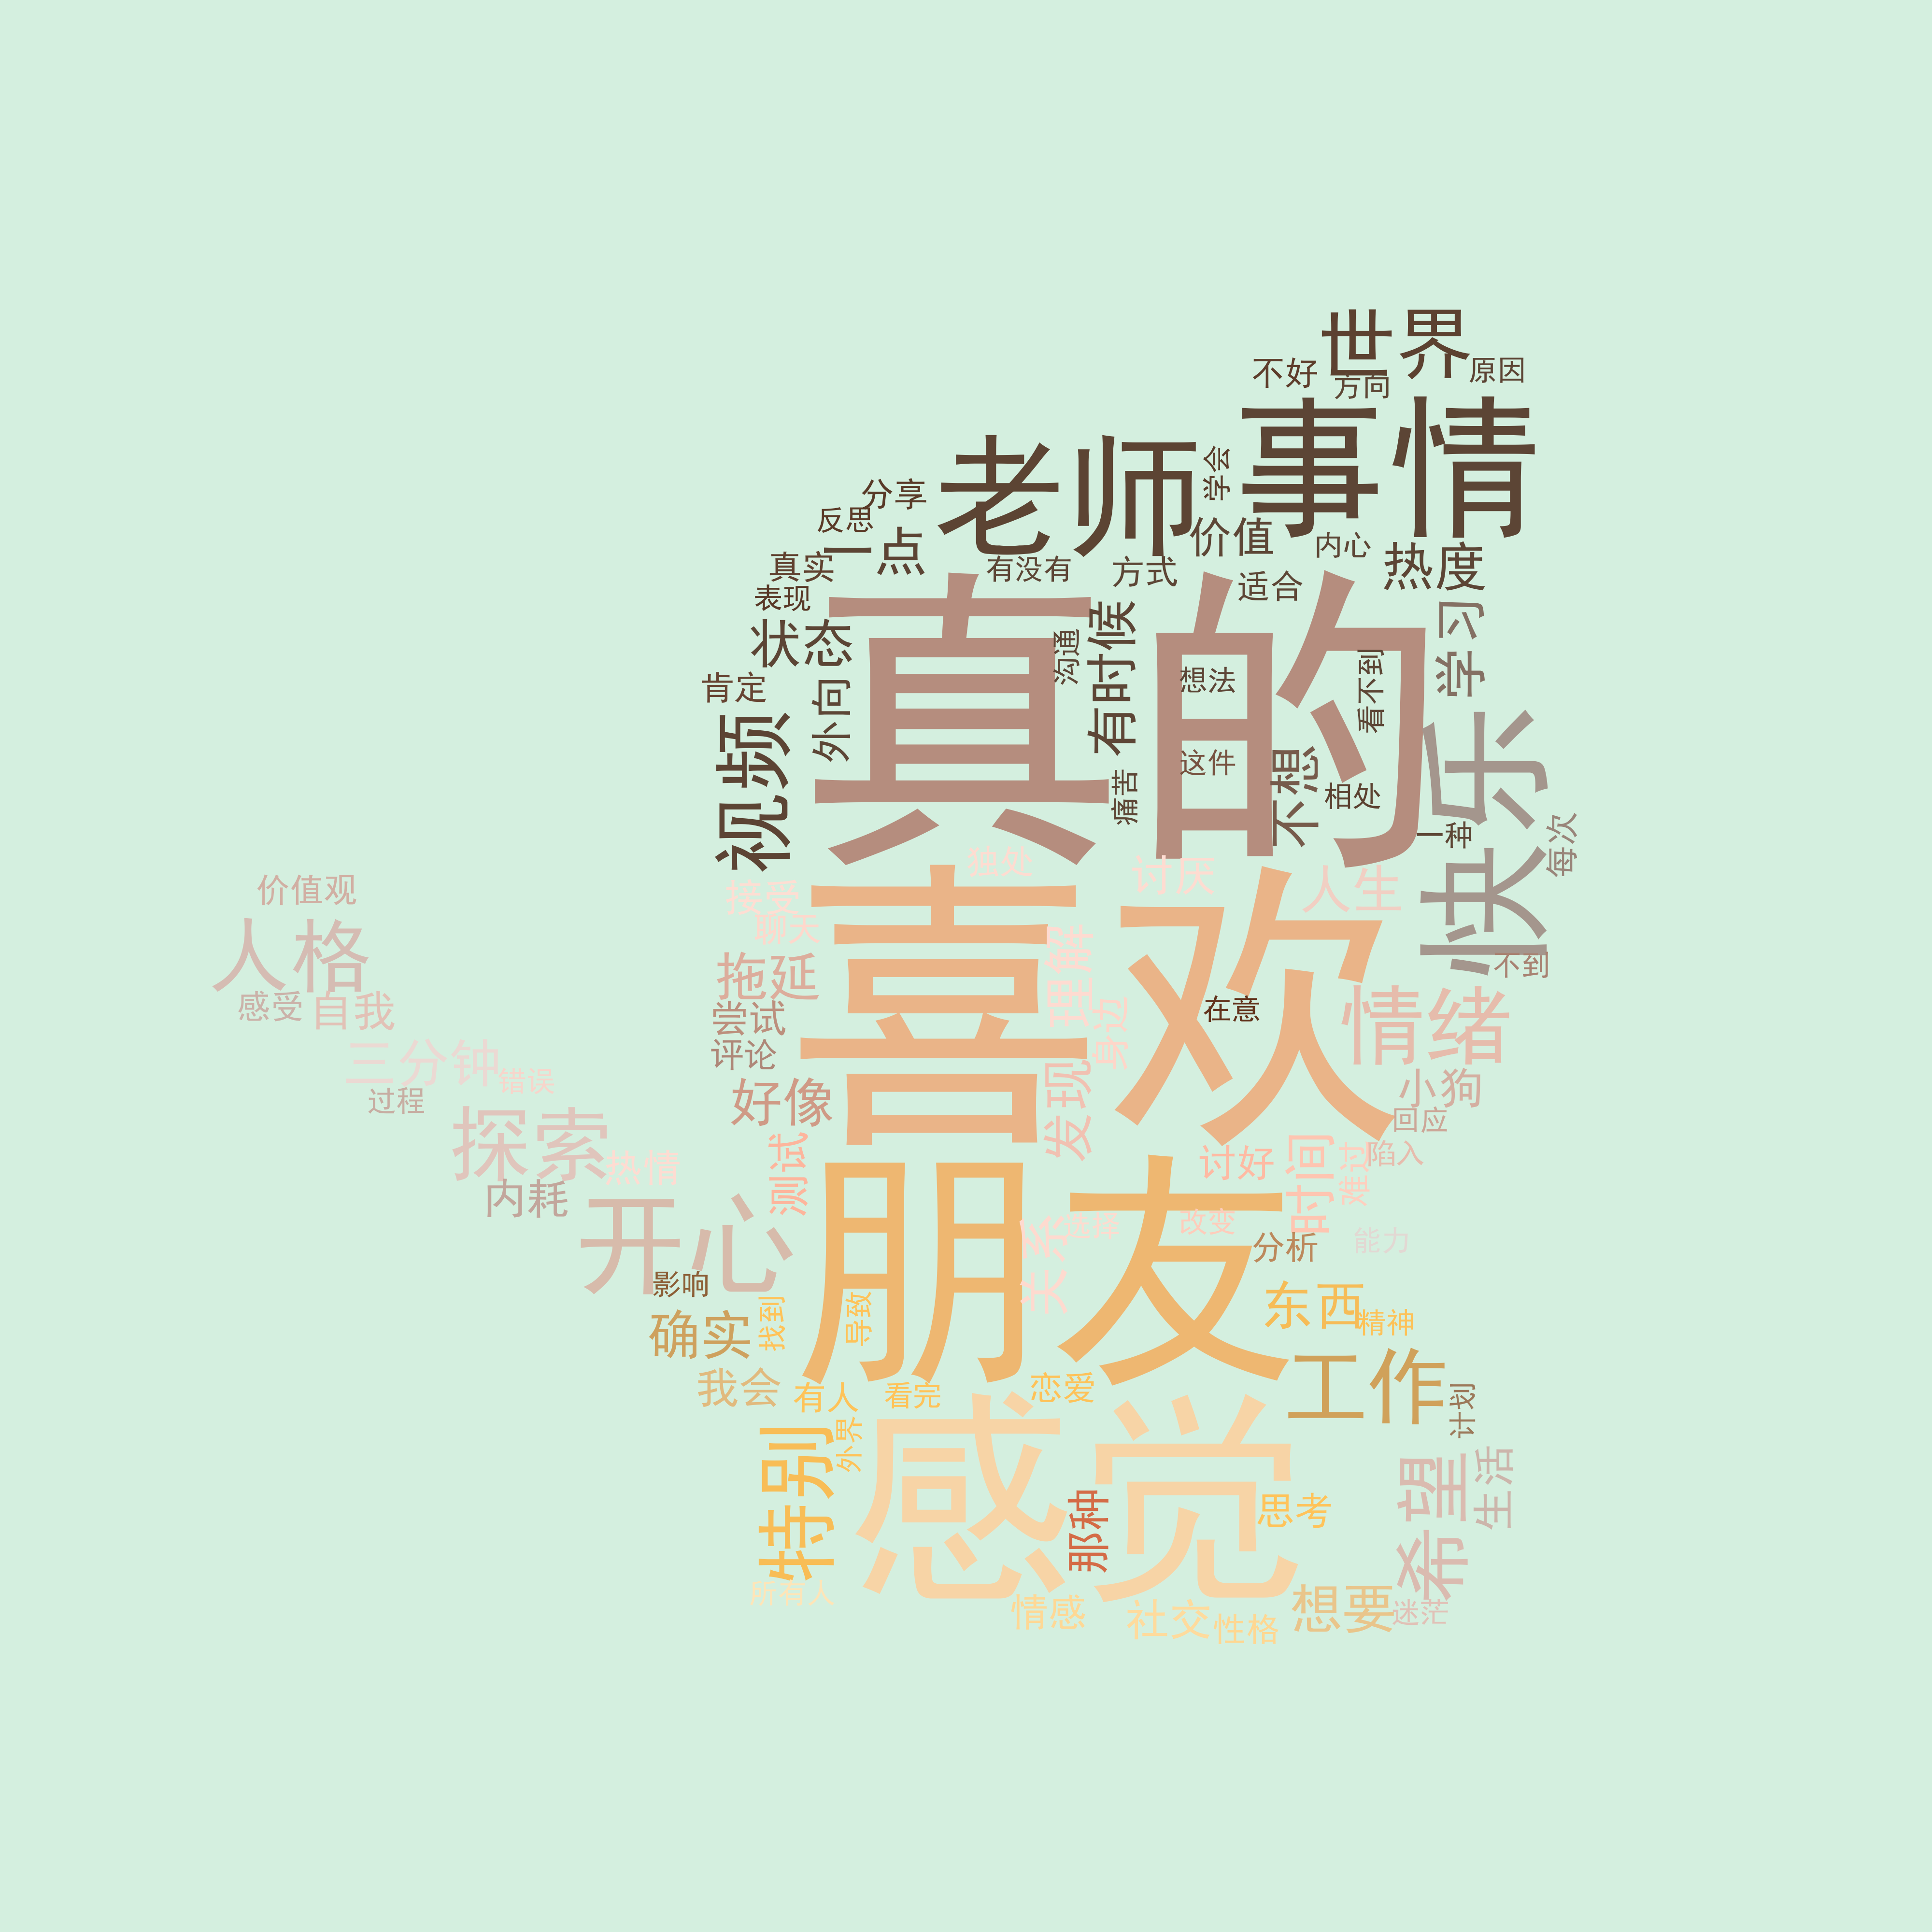 世界
不好
方向
原因
事情
老师
学会
分享
反思
一点
价值
内心
热度
真实
有没有
方式
适合
表现
真的
状态
沟通
有时候
想法
看不到
学习
肯定
外向
视频
这件
不想
相处
痛苦
快乐
一种
每次
独处
讨厌
人生
接受
聊天
喜欢
价值观
人格
感受
自我
拖延
理解
不到
尝试
在意
身边
情绪
评论
三分钟
错误
过程
好像
发现
小狗
回应
探索
热情
内耗
测试
讨好
时间
难过
陷入
开心
朋友
关系
选择
改变
分析
能力
影响
确实
找到
导致
东西
精神
我会
有人
看完
恋爱
工作
计划
特别
外界
感觉
那种
思考
希望
生活
所有人
情感
社交
性格
想要
迷茫